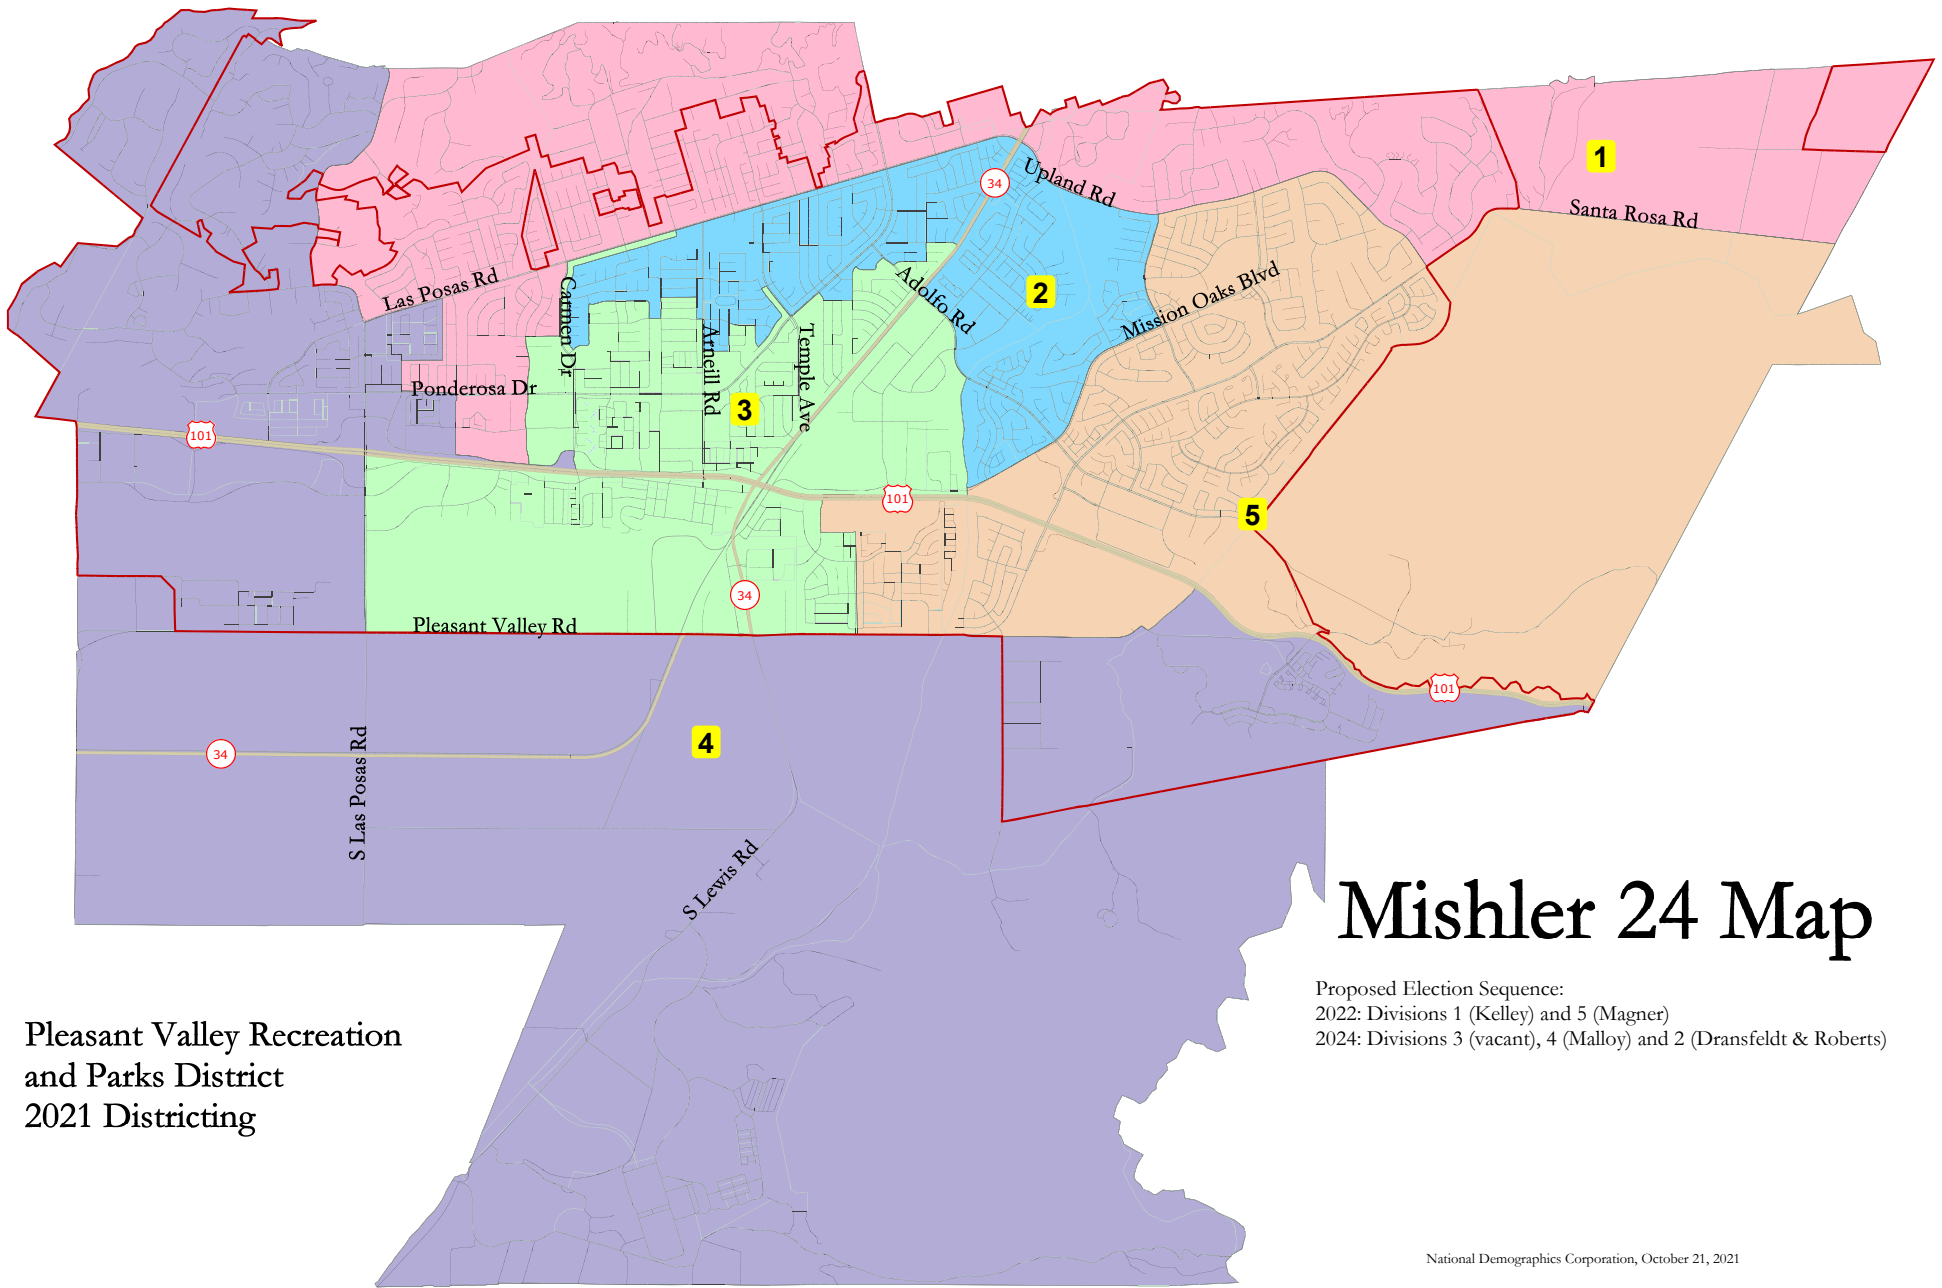 1
Upland Rd
34
Santa Rosa Rd
Las Posas Rd
Carmen Dr
Adolfo Rd
2
Mission Oaks Blvd
Arneill Rd
Temple Ave
Ponderosa Dr
3
101
101
5
34
Pleasant Valley Rd
101
4
34
S Las Posas Rd
S Lewis Rd
Mishler 24 Map
Proposed Election Sequence:
2022: Divisions 1 (Kelley) and 5 (Magner)
2024: Divisions 3 (vacant), 4 (Malloy) and 2 (Dransfeldt & Roberts)
Pleasant Valley Recreation
and Parks District
2021 Districting
National Demographics Corporation, October 21, 2021